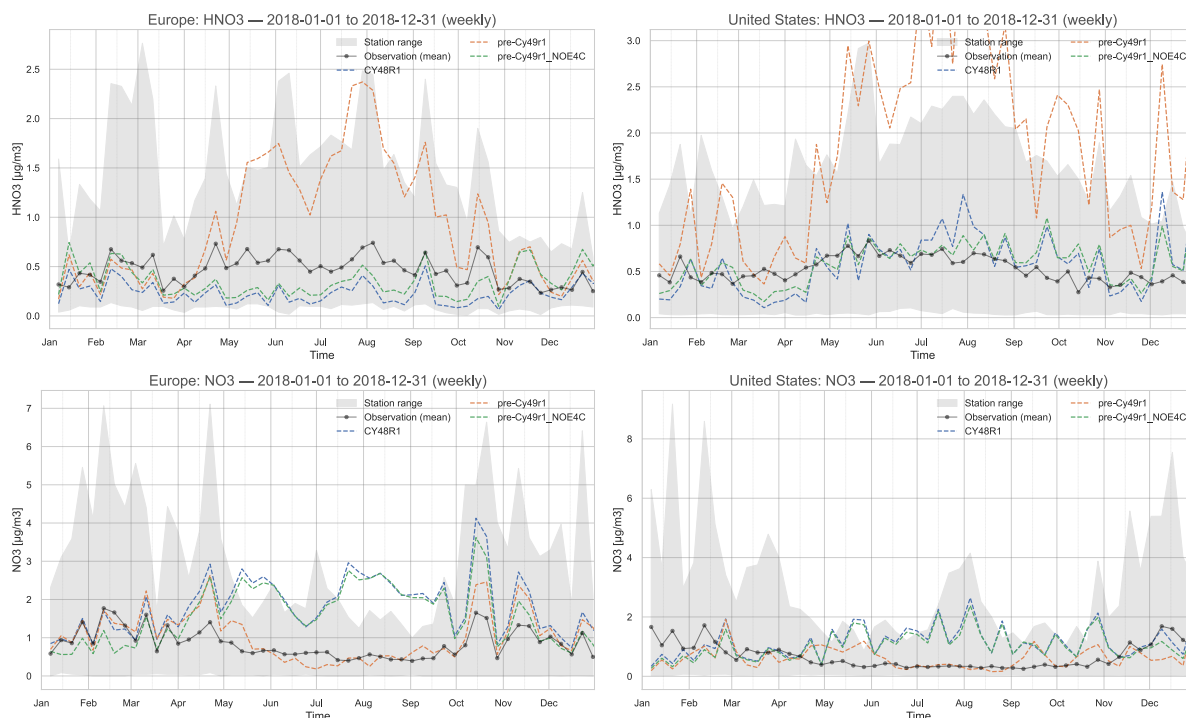 Europe: HNO3 — 2018-01-01 to 2018-12-31 (weekly)
Station range
Observation (mean)
CY48R1
pre-Cy49r1
pre-Cy49r1_NOE4C
HNO3 [µg/m3]
2.5
2.0
1.5
1.0
0.5
0.0
Jan Feb Mar Apr May Jun Jul Aug Sep Oct Nov Dec
Time
United States: HNO3 — 2018-01-01 to 2018-12-31 (weekly)
Station range
Observation (mean)
CY48R1
pre-Cy49r1
pre-Cy49r1_NOE4C
HNO3 [µg/m3]
3.0
2.5
2.0
1.5
1.0
0.5
0.0
Jan Feb Mar Apr May Jun Jul Aug Sep Oct Nov Dec
Time
Europe: NO3 — 2018-01-01 to 2018-12-31 (weekly)
Station range
Observation (mean)
CY48R1
pre-Cy49r1
pre-Cy49r1_NOE4C
NO3 [µg/m3]
7
6
5
4
3
2
1
0
Jan Feb Mar Apr May Jun Jul Aug Sep Oct Nov Dec
Time
United States: NO3 — 2018-01-01 to 2018-12-31 (weekly)
Station range
Observation (mean)
CY48R1
pre-Cy49r1
pre-Cy49r1_NOE4C
NO3 [µg/m3]
8
6
4
2
0
Jan Feb Mar Apr May Jun Jul Aug Sep Oct Nov Dec
Time